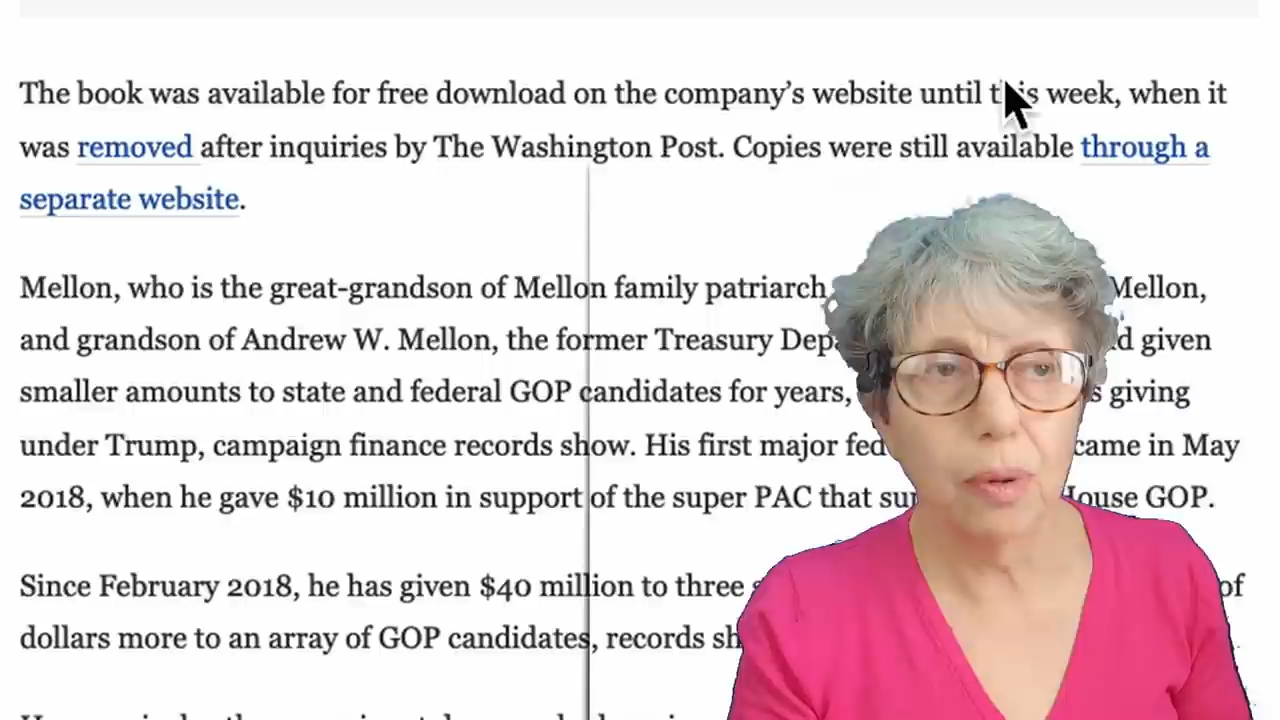 The book was available for free download on the company’s website until this week, when it
was removed after inquiries by The Washington Post. Copies were still available through a
separate website.
Mellon, who is the great-grandson of Mellon family patriarch Mellon,
and grandson of Andrew W. Mellon, the former Treasury given
smaller amounts to state and federal GOP candidates for years, giving
under Trump, campaign finance records show. His first major came in May
2018, when he gave $10 million in support of the super PAC that House GOP.
Since February 2018, he has given $40 million to three of
dollars more to an array of GOP candidates, records